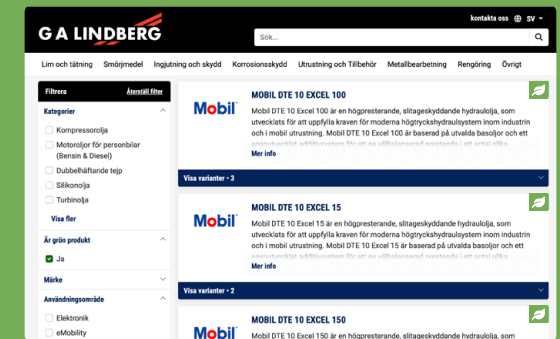 kontakta oss SV
G A LINDBERG
Sök...
Lim och tätning Smörjmedel Ingjutning och skydd Korrosionsskydd Utrustning och Tillbehör Metallbearbetning Rengöring Övrigt
Filtrera Återställ filter
Kategorier
Kompressorolja
Motoroljor för personbilar
(Bensin & Diesel)
Dubbelhäftande tejp
Silikonolja
Turbinolja
Visa fler
Är grön produkt
Ja
Märke
Användningsområde
Elektronik
eMobility
Mobil
MOBIL DTE 10 EXCEL 100
Mobil DTE 10 Excel 100 är en högpresterande, slitageskyddande hydraulolja, som
utvecklats för att uppfylla kraven för moderna högtryckshydraulsystem inom industrin
och i mobil utrustning. Mobil DTE 10 Excel 100 är baserad på utvalda basoljor och ett
Mer info
Visa varianter • 3
Mobil
MOBIL DTE 10 EXCEL 15
Mobil DTE 10 Excel 15 är en högpresterande, slitageskyddande hydraulolja, som
utvecklats för att uppfylla kraven för moderna högtryckshydraulsystem inom industrin
och i mobil utrustning. Mobil DTE 10 Excel 15 är baserad på utvalda basoljor och ett
Mer info
Visa varianter • 2
Mobil
MOBIL DTE 10 EXCEL 150
Mobil DTE 10 Excel 150 är en högpresterande, slitageskyddande hydraulolja, som